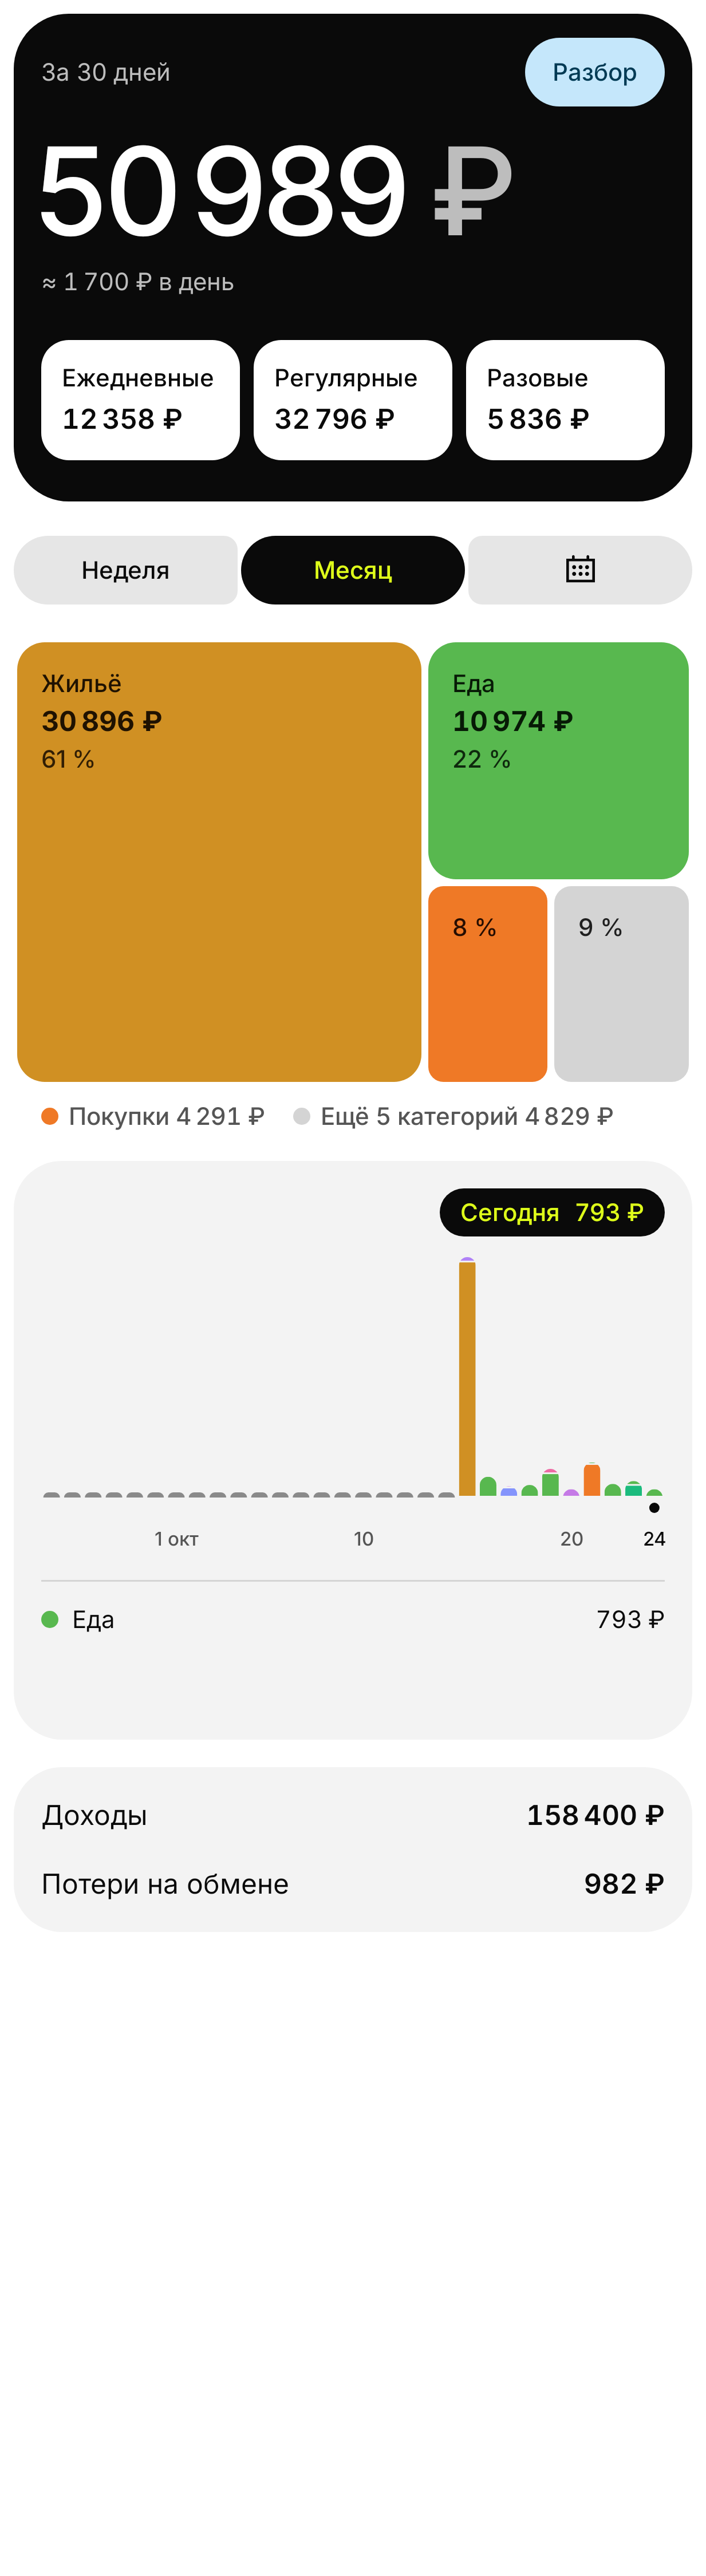 За 30 дней
Разбор
50 989 ₽
≈ 1 700 ₽ в день
Ежедневные
12 358 ₽
Регулярные
32 796 ₽
Разовые
5 836 ₽
Неделя
Месяц
Жильё
30 896 ₽
61 %
Еда
10 974 ₽
22 %
8 %
9 %
Покупки 4 291 ₽
Ещё 5 категорий 4 829 ₽
Сегодня 793 ₽
1 окт
10
20
24
Еда
793 ₽
Доходы
158 400 ₽
Потери на обмене
982 ₽